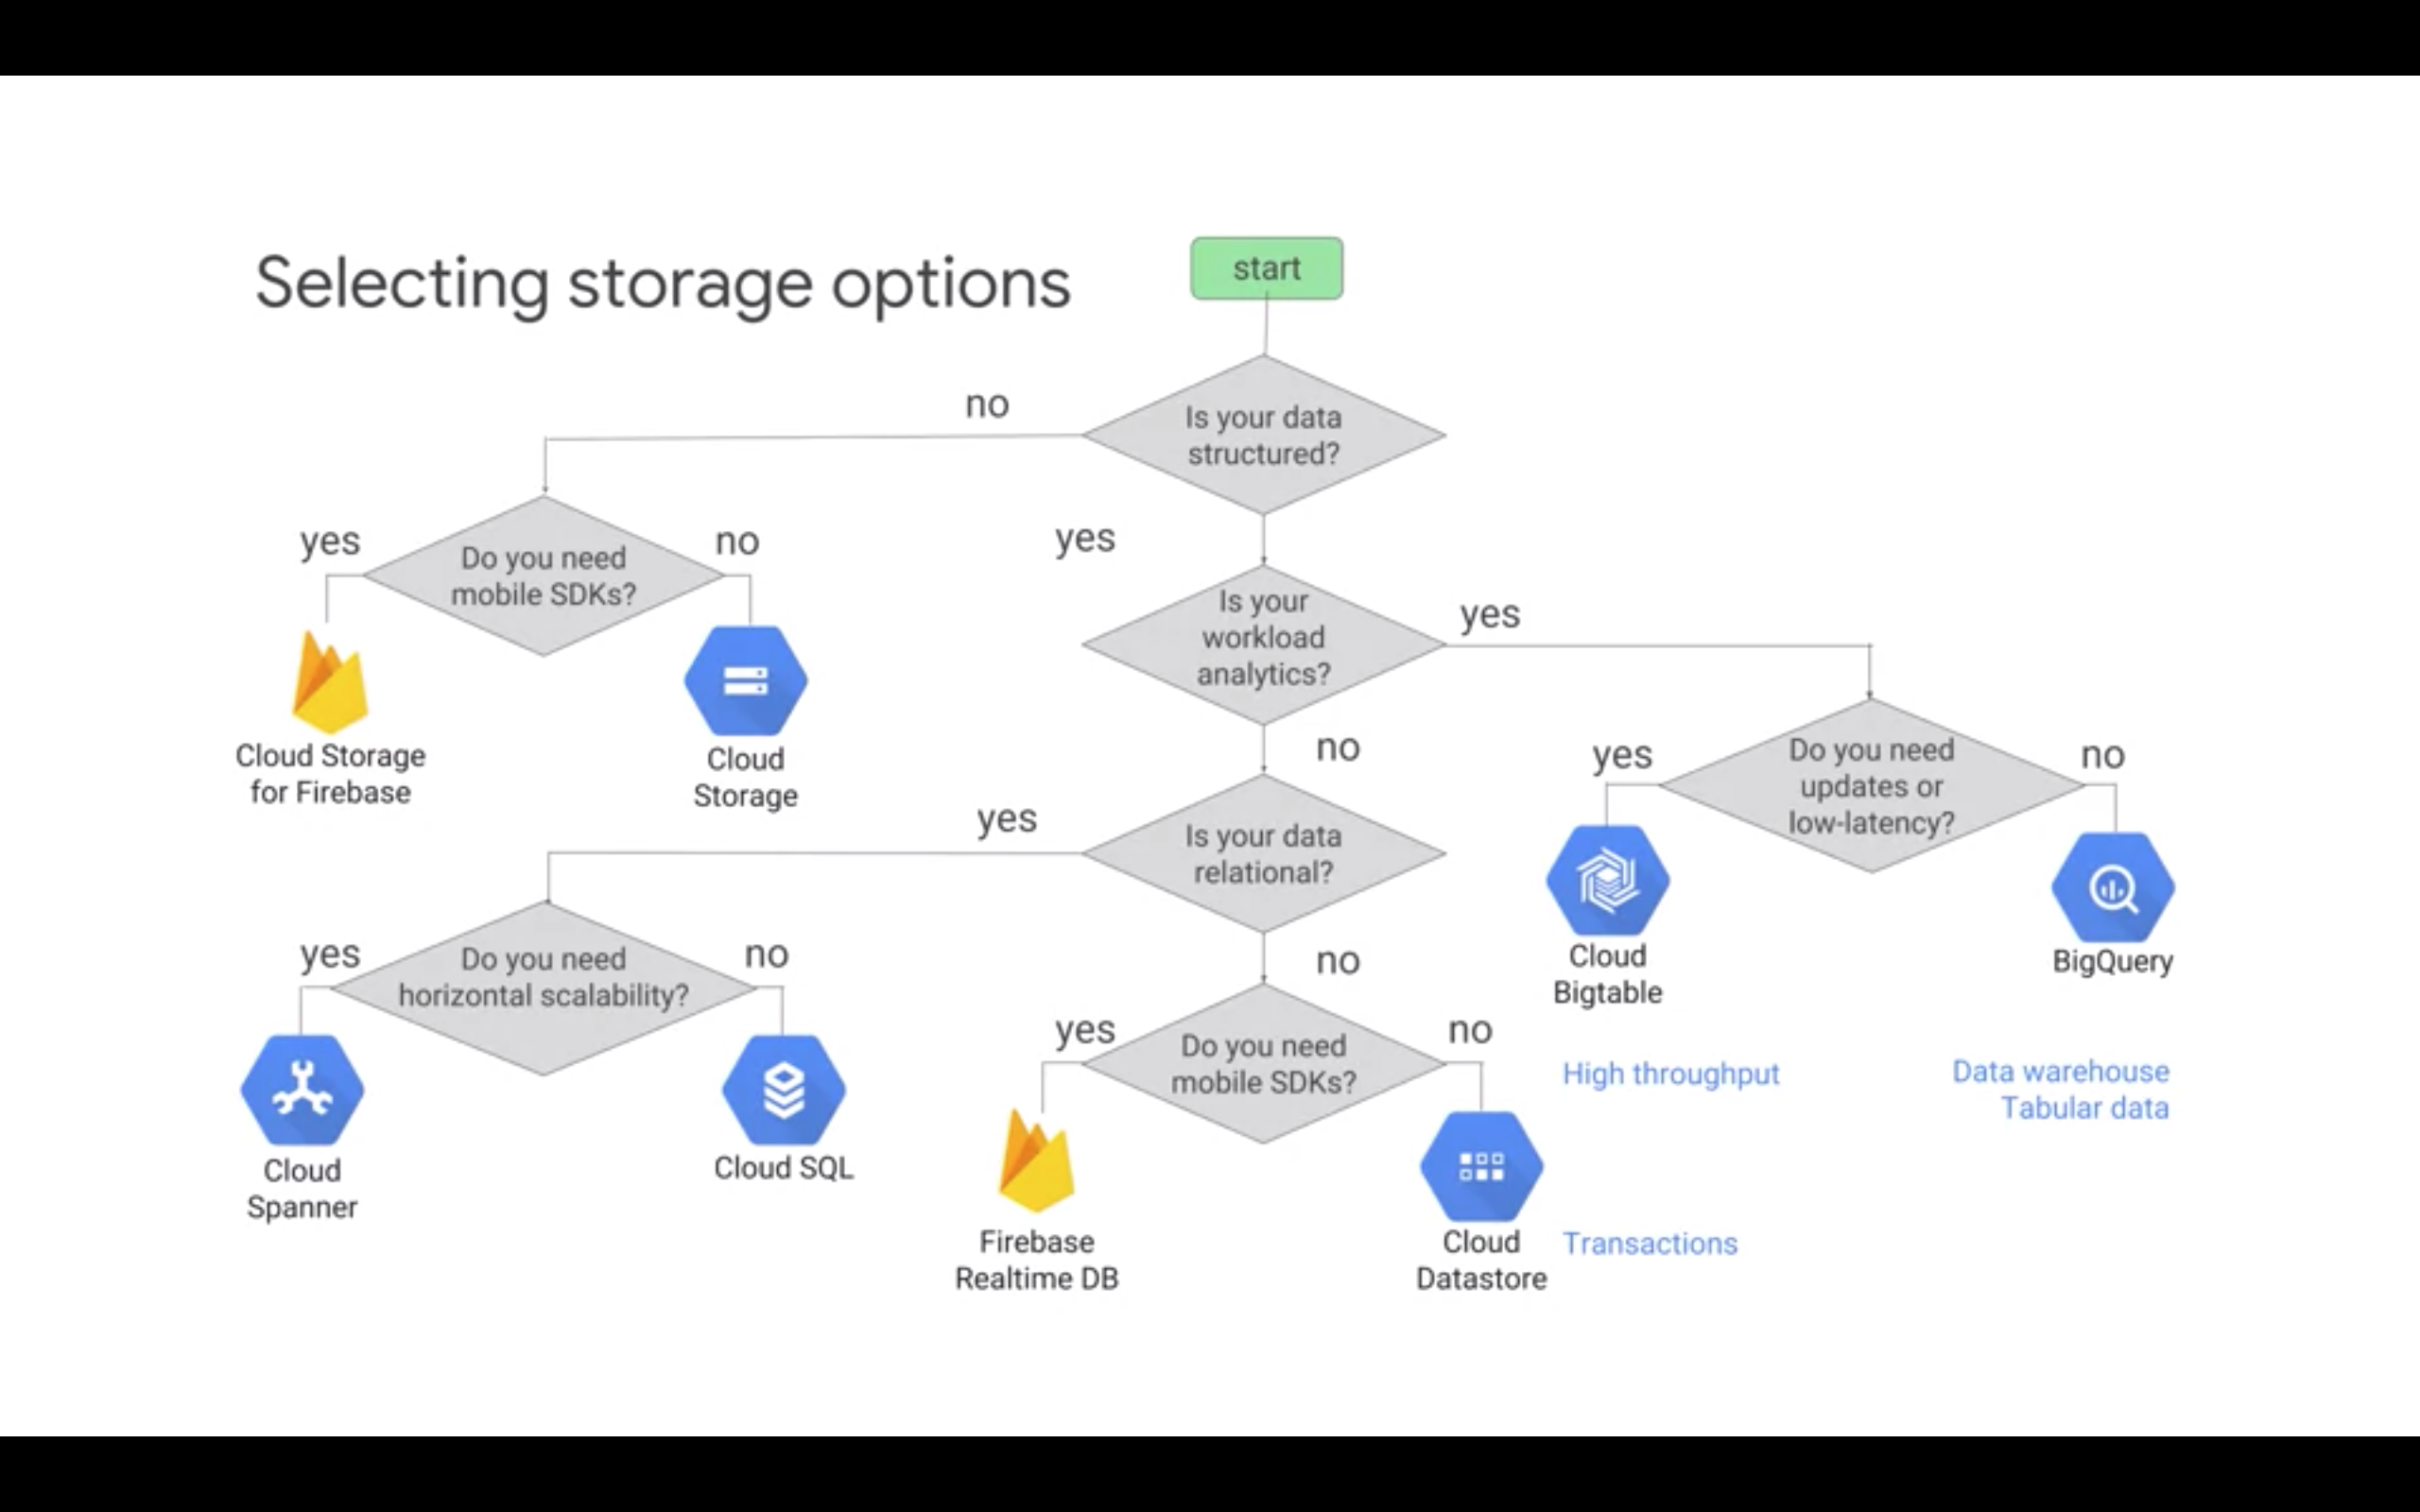 Selecting storage options
start
no
Is your data
structured?
yes
Do you need
mobile SDKs?
no
yes
Is your
workload
analytics?
yes
Cloud Storage
for Firebase
Cloud
Storage
no
yes
Do you need
updates or
low-latency?
no
yes
Is your data
relational?
Cloud
Bigtable
BigQuery
yes
Do you need
horizontal scalability?
no
no
yes
Do you need
mobile SDKs?
no
High throughput
Data warehouse
Tabular data
Cloud
Spanner
Cloud SQL
Firebase
Realtime DB
Cloud
Datastore
Transactions